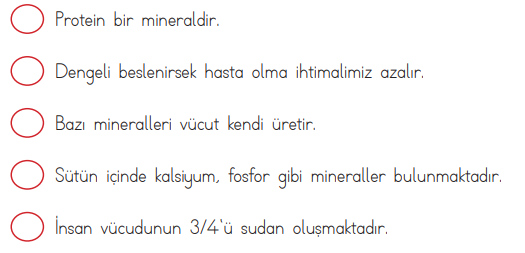 Protein bir mineraldir.
Dengeli beslenirsek hasta olma ihtimalimiz azalır.
Bazı mineralleri vücut kendi üretir.
Sütün içinde kalsiyum, fosfor gibi mineraller bulunmaktadır.
İnsan vücudunun 3/4'ü sudan oluşmaktadır.